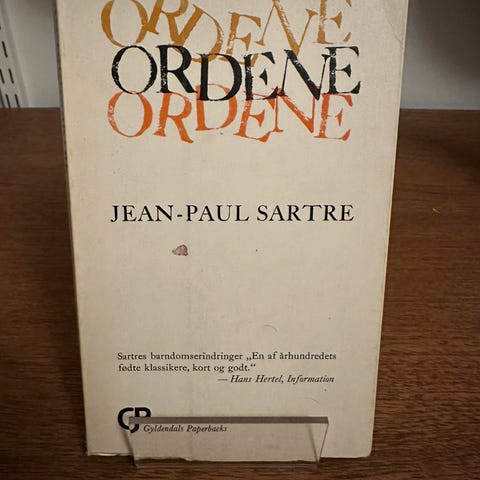 ORDENE
ORDENE
ORDENE
JEAN-PAUL SARTRE
Sartres barndomserindringer „En af århundredets
fødte klassikere, kort og godt.“
— Hans Hertel, Information
GP
Gyldendals Paperbacks